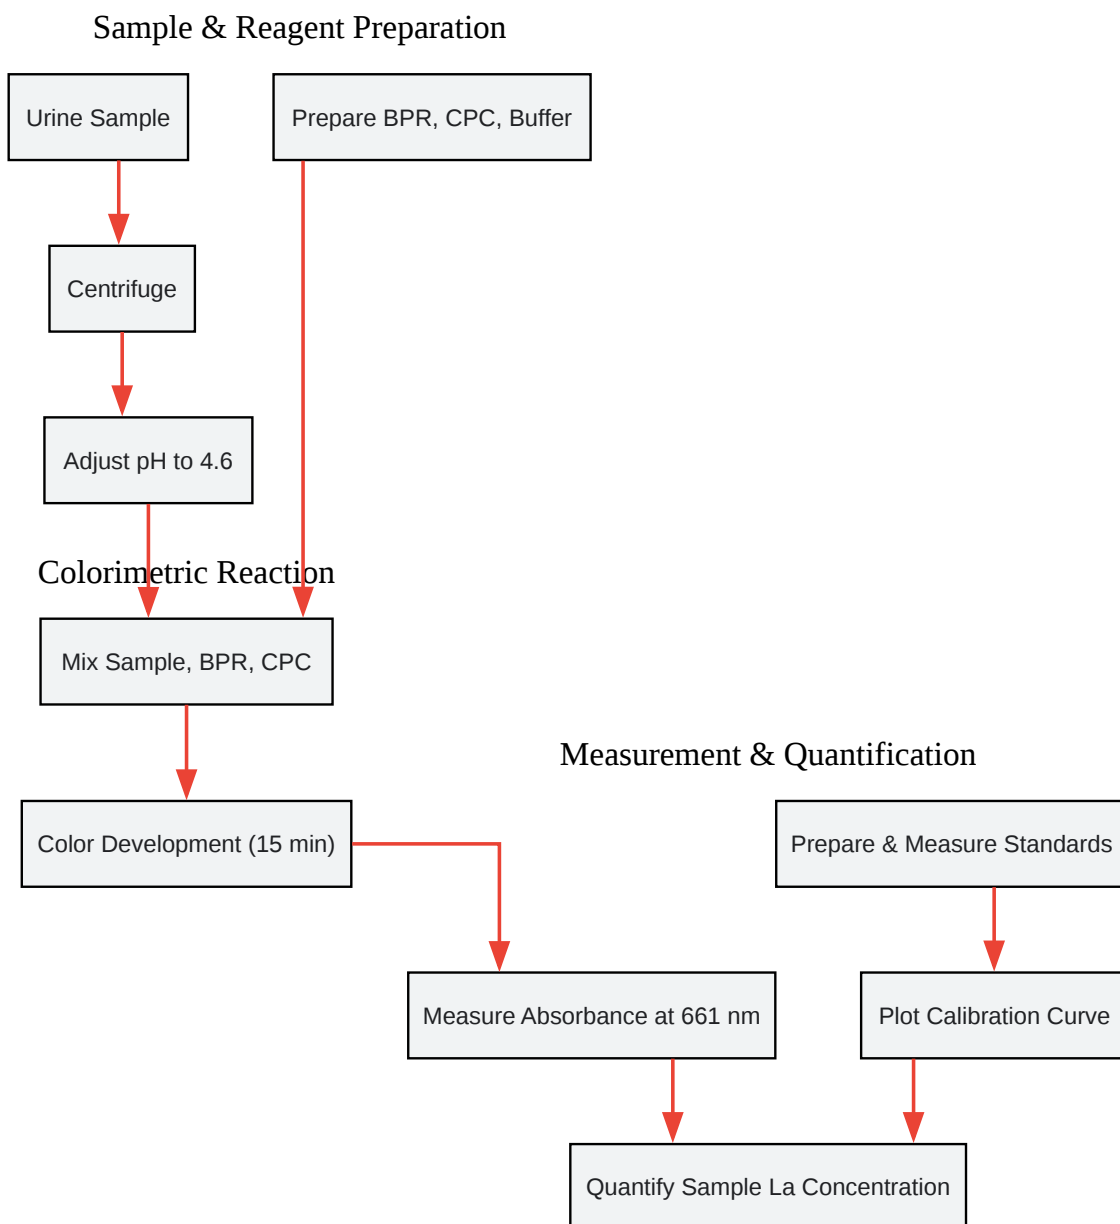 Sample & Reagent Preparation
Urine Sample
Prepare BPR, CPC, Buffer
Centrifuge
Adjust pH to 4.6
Colorimetric Reaction
Mix Sample, BPR, CPC
Measurement & Quantification
Color Development (15 min)
Prepare & Measure Standards
Measure Absorbance at 661 nm
Plot Calibration Curve
Quantify Sample La Concentration